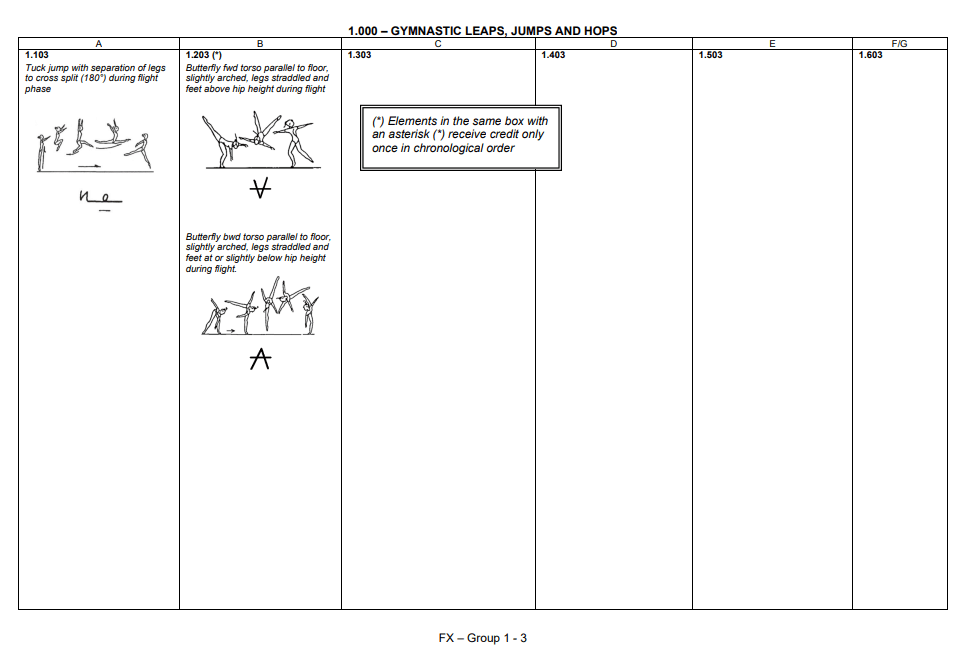 1.000 – GYMNASTIC LEAPS, JUMPS AND HOPS
A B C D E F/G
1.103
Tuck jump with separation of legs
to cross split (180°) during flight
phase
1.203 (*)
Butterfly fwd torso parallel to floor,
slightly arched, legs straddled and
feet above hip height during flight
Butterfly bwd torso parallel to floor,
slightly arched, legs straddled and
feet at or slightly below hip height
during flight.
1.303
(*) Elements in the same box with
an asterisk (*) receive credit only
once in chronological order
1.403
1.503
1.603
FX – Group 1 - 3